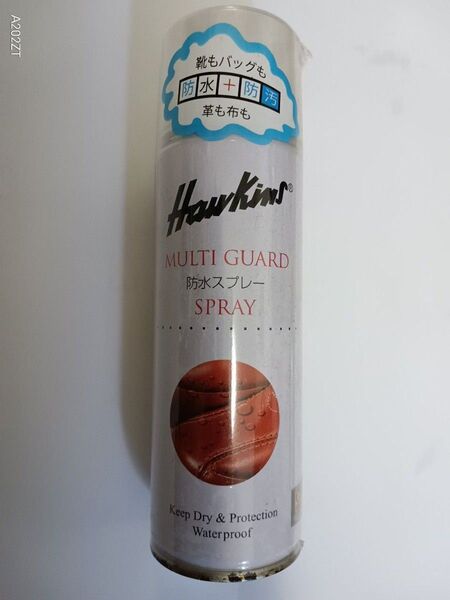 A202ZT
靴もバッグも
防水+防汚
革も布も
Hawkins®
MULTI GUARD
防水スプレー
SPRAY
Keep Dry & Protection
Waterproof